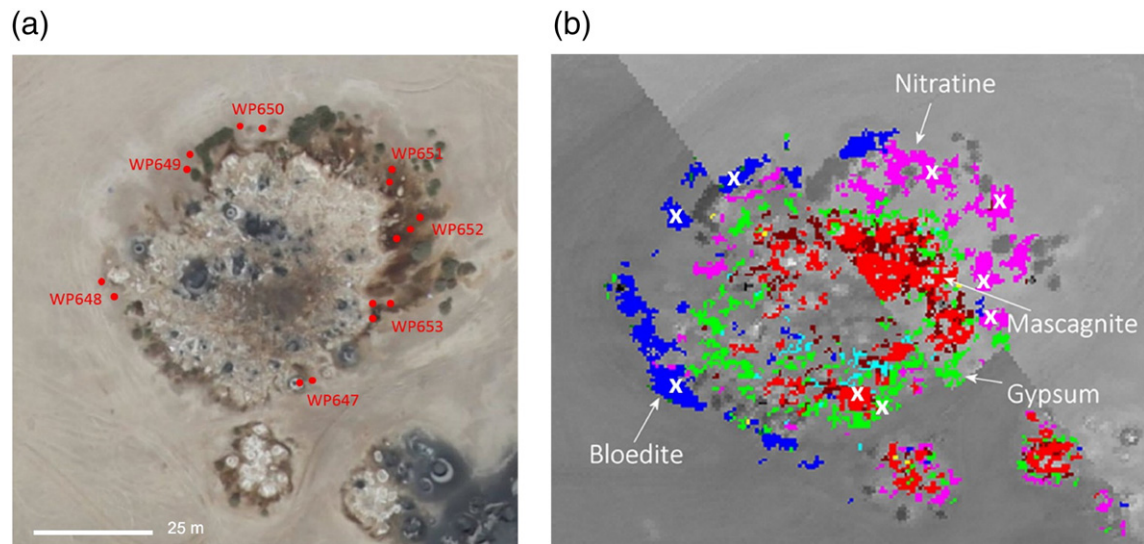 (a)
(b)
WP650
WP649
WP651
WP652
WP648
WP653
WP647
25 m
Nitratine
x
x
x
x
x
x
Mascagnite
x
x
x
Gypsum
Bloedite